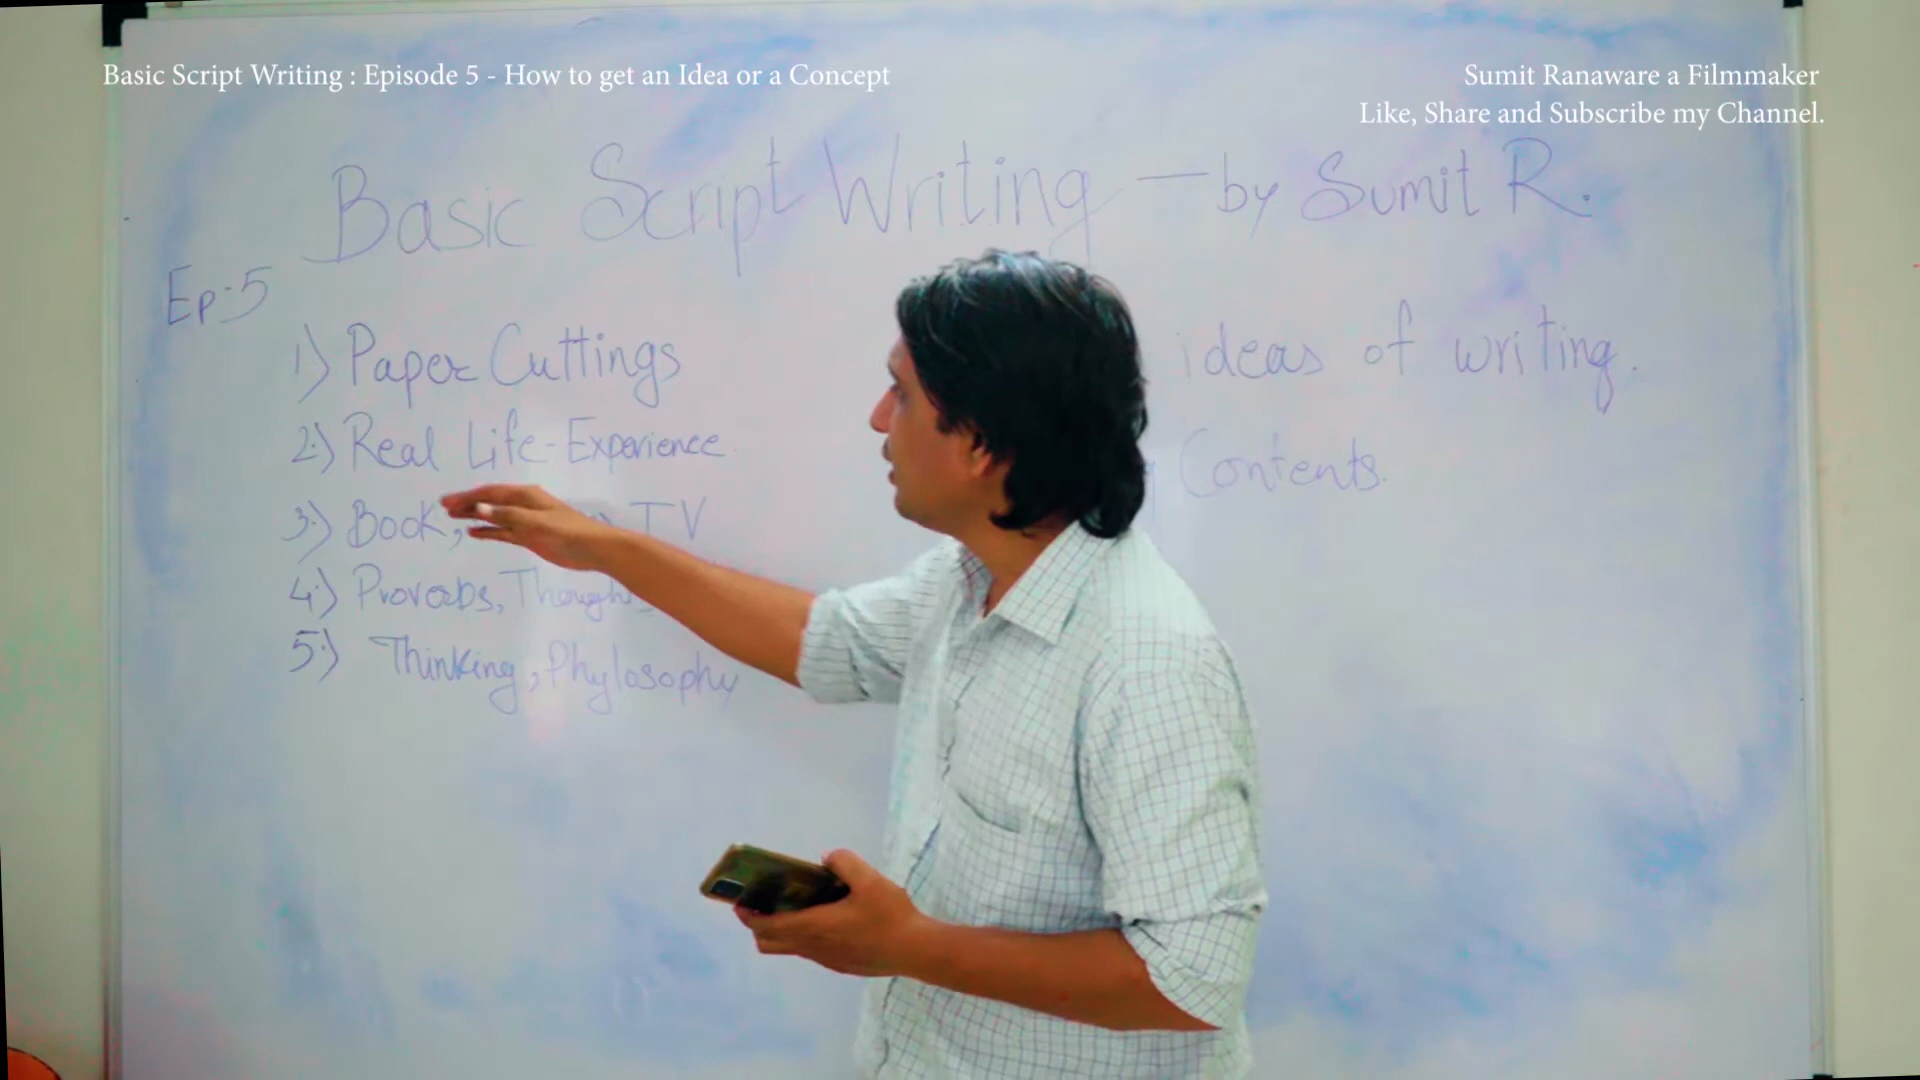 Basic Script Writing : Episode 5 - How to get an Idea or a Concept
Sumit Ranaware a Filmmaker
Like, Share and Subscribe my Channel.
Basic Script Writing - by Sumit R.
Ep.5
1) Paper Cuttings
2) Real Life-Experience
3) Book, TV
4) Proverbs, Thoughts
5) Thinking, Phylosophy
ideas of writing.
Contents.